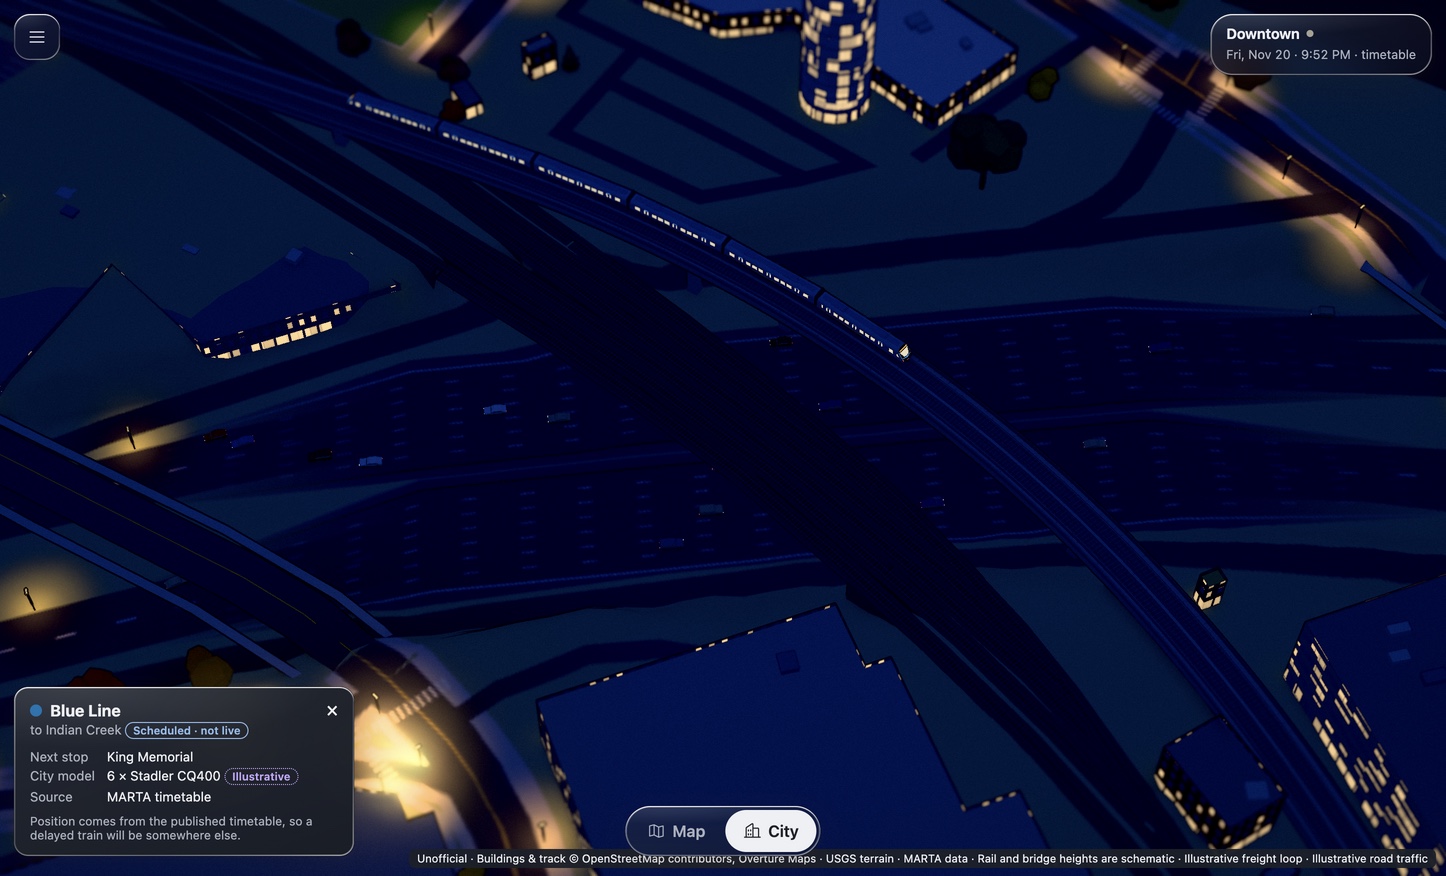 Downtown
Fri, Nov 20 · 9:52 PM · timetable
Blue Line
to Indian Creek Scheduled · not live
Next stop King Memorial
City model 6 × Stadler CQ400 Illustrative
Source MARTA timetable
Position comes from the published timetable, so a
delayed train will be somewhere else.
Map City
Unofficial · Buildings & track © OpenStreetMap contributors, Overture Maps · USGS terrain · MARTA data · Rail and bridge heights are schematic · Illustrative freight loop · Illustrative road traffic